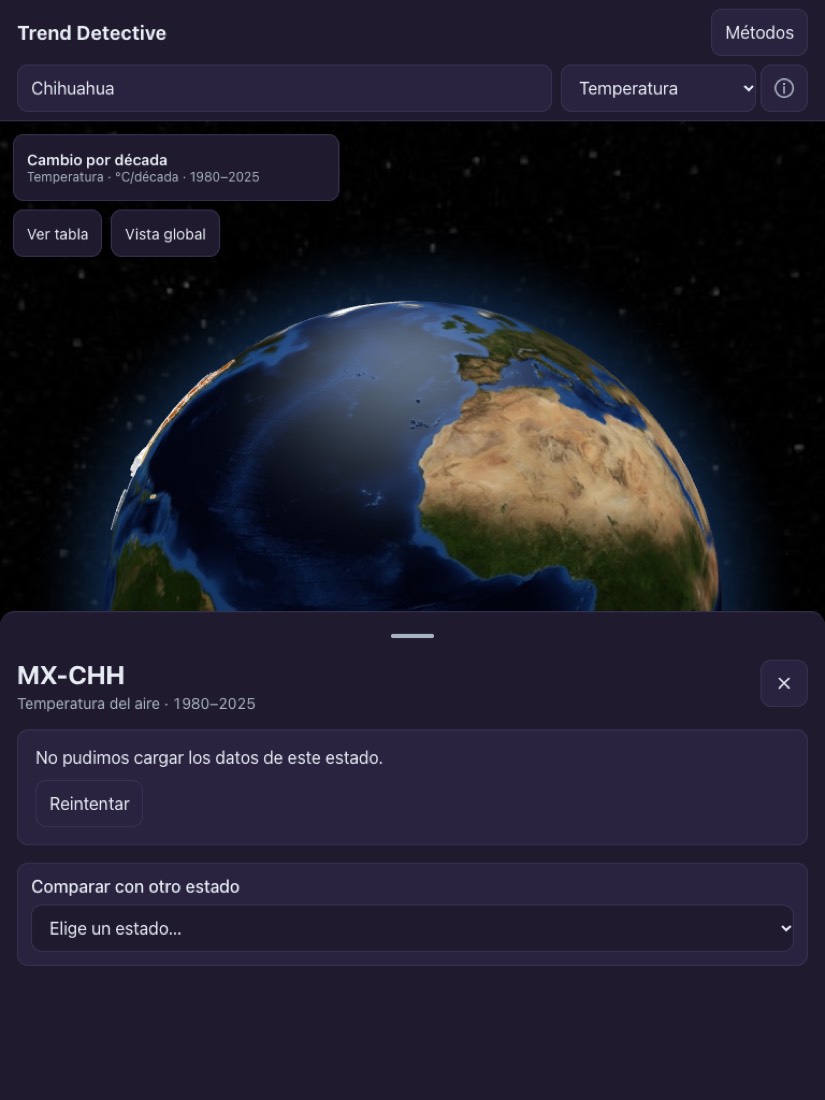 Trend Detective
Métodos
Chihuahua
Temperatura
Cambio por década
Temperatura · °C/década · 1980–2025
Ver tabla
Vista global
MX-CHH
Temperatura del aire · 1980–2025
No pudimos cargar los datos de este estado.
Reintentar
Comparar con otro estado
Elige un estado...